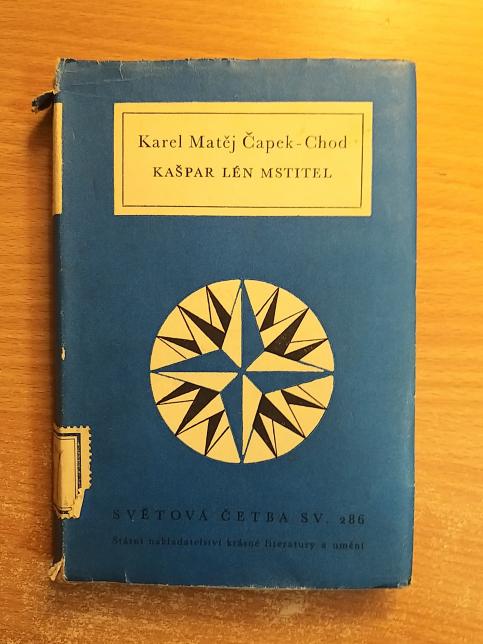 Karel Matěj Čapek-Chod
KAŠPAR LÉN MSTITEL
SVĚTOVÁ ČETBA SV. 286
Státní nakladatelství krásné literatury a umění